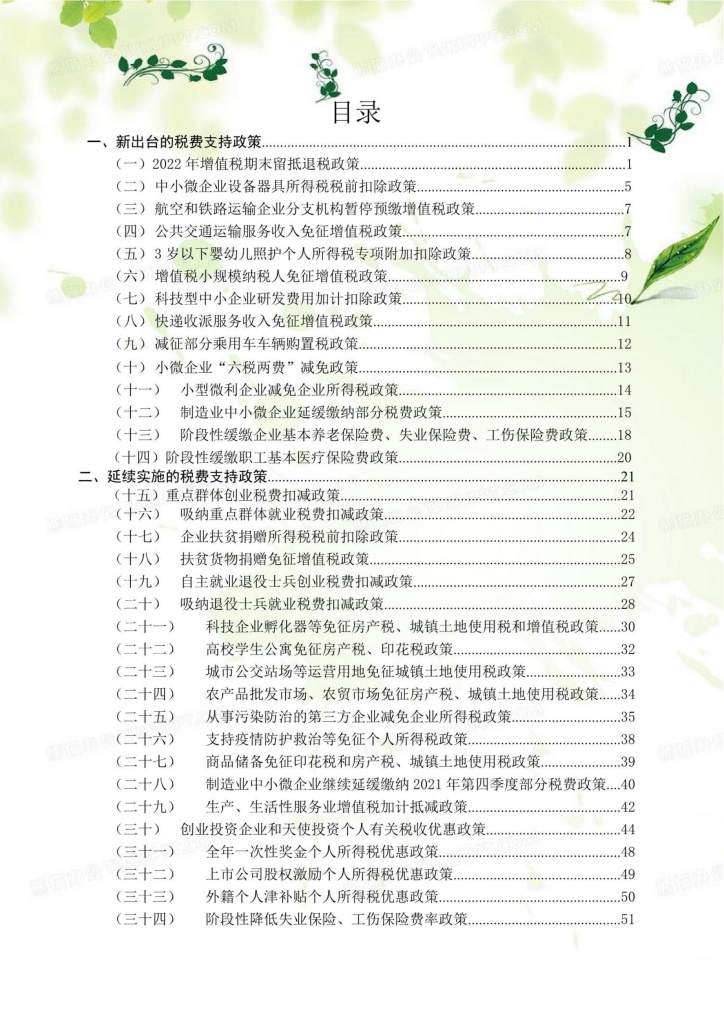 目录
一、新出台的税费支持政策........................1
（一）2022 年增值税期末留抵退税政策........................1
（二） 中小微企业设备器具所得税税前扣除政策........................5
（三） 航空和铁路运输企业分支机构暂停预缴增值税政策........................7
（四） 公共交通运输服务收入免征增值税政策........................7
（五） 3 岁以下婴幼儿照护个人所得税专项附加扣除政策........................8
（六） 增值税小规模纳税人免征增值税政策........................9
（七） 科技型中小企业研发费用加计扣除政策........................10
（八） 快递收派服务收入免征增值税政策........................11
（九） 减征部分乘用车车辆购置税政策........................12
（十） 小微企业“六税两费”减免政策........................13
（十一） 小型微利企业减免企业所得税政策........................14
（十二） 制造业中小微企业延缓缴纳部分税费政策........................15
（十三） 阶段性缓缴企业基本养老保险费、失业保险费、工伤保险费政策........18
（十四）阶段性缓缴职工基本医疗保险费政策........................20
二、延续实施的税费支持政策........................21
（十五）重点群体创业税费扣减政策........................21
（十六） 吸纳重点群体就业税费扣减政策........................22
（十七） 企业扶贫捐赠所得税税前扣除政策........................24
（十八） 扶贫货物捐赠免征增值税政策........................25
（十九） 自主就业退役士兵创业税费扣减政策........................27
（二十） 吸纳退役士兵就业税费扣减政策........................28
（二十一） 科技企业孵化器等免征房产税、城镇土地使用税和增值税政策......30
（二十二） 高校学生公寓免征房产税、印花税政策........................32
（二十三） 城市公交站场等运营用地免征城镇土地使用税政策........................33
（二十四） 农产品批发市场、农贸市场免征房产税、城镇土地使用税政策......34
（二十五） 从事污染防治的第三方企业减免企业所得税政策........................35
（二十六） 支持疫情防护救治等免征个人所得税政策........................38
（二十七） 商品储备免征印花税和房产税、城镇土地使用税政策........................39
（二十八） 制造业中小微企业继续延缓缴纳 2021 年第四季度部分税费政策...40
（二十九） 生产、生活性服务业增值税加计抵减政策........................42
（三十） 创业投资企业和天使投资个人有关税收优惠政策........................44
（三十一） 全年一次性奖金个人所得税优惠政策........................48
（三十二） 上市公司股权激励个人所得税优惠政策........................49
（三十三） 外籍个人津补贴个人所得税优惠政策........................50
（三十四） 阶段性降低失业保险、工伤保险费率政策........................51